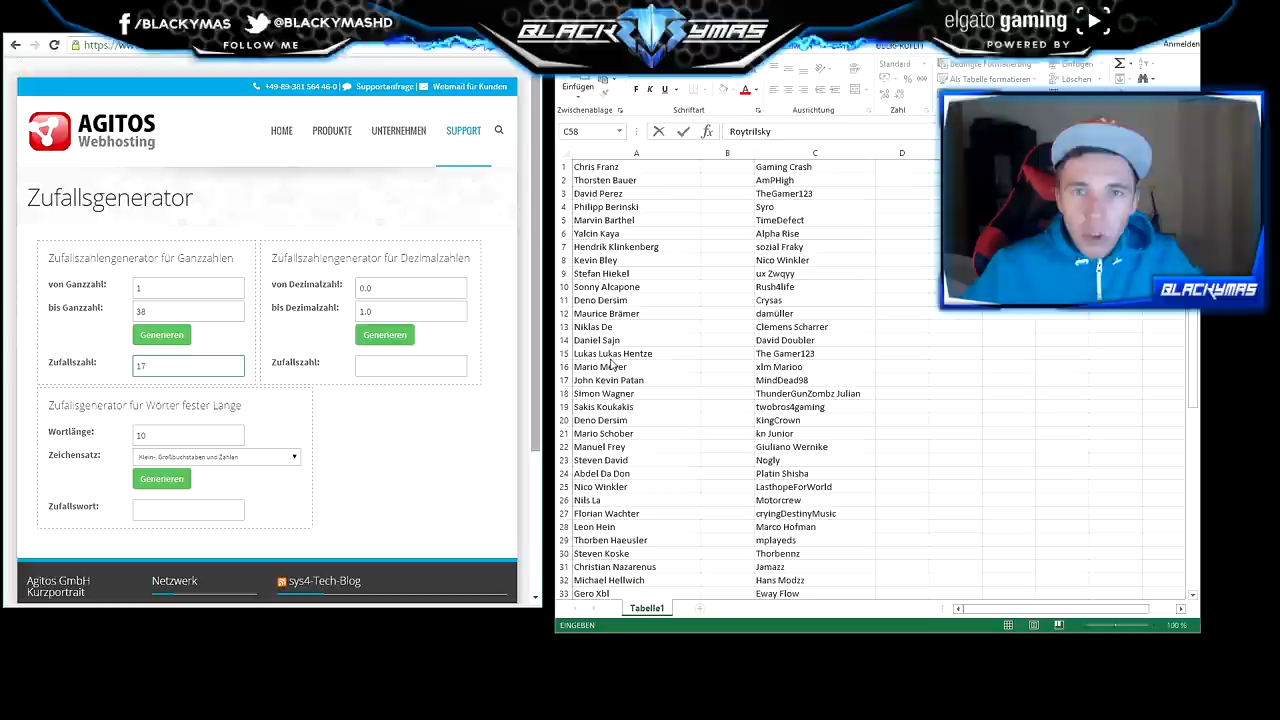 /BLACKYMAS
@BLACKYMASHD
FOLLOW ME
BLACKYMAS
elgato gaming
POWERED BY
https://
+49-89-381 564 46-0 | Supportanfrage | Webmail für Kunden
AGITOS
Webhosting
HOME PRODUKTE UNTERNEHMEN SUPPORT
Zufallsgenerator
Zufallszahlengenerator für Ganzzahlen
von Ganzzahl: 1
bis Ganzzahl: 38
Generieren
Zufallszahl: 17
Zufallszahlengenerator für Dezimalzahlen
von Dezimalzahl: 0.0
bis Dezimalzahl: 1.0
Generieren
Zufallszahl:
Zufallsgenerator für Wörter fester Länge
Wortlänge: 10
Zeichensatz: Klein-, Großbuchstaben und Zahlen
Generieren
Zufallswort:
Agitos GmbH
Kurzportrait
Netzwerk
sys4-Tech-Blog
Anmelden
Standard
Bedingte Formatierung
Einfügen
Als Tabelle formatieren
Löschen
Einfügen
F K U
Zwischenablage Schriftart Ausrichtung Zahl
C58 fx Roytrilsky
A B C D
1 Chris Franz Gaming Crash
2 Thorsten Bauer AmPHigh
3 David Perez TheGamer123
4 Philipp Berinski Syro
5 Marvin Barthel TimeDefect
6 Yalcin Kaya Alpha Rise
7 Hendrik Klinkenberg sozial Fraky
8 Kevin Bley Nico Winkler
9 Stefan Hiekel ux Zwqyy
10 Sonny Alcapone Rush4life
11 Deno Dersim Crysas
12 Maurice Brämer damüller
13 Niklas De Clemens Scharrer
14 Daniel Sajn David Doubler
15 Lukas Lukas Hentze The Gamer123
16 Mario xlm Marioo
17 John Kevin Patan MindDead98
18 Simon Wagner ThunderGunZombz Julian
19 Sakis Koukakis twobros4gaming
20 Deno Dersim KingCrown
21 Mario Schober kn Junior
22 Manuel Frey Giuliano Wernike
23 Steven David Nogly
24 Abdel Da Don Platin Shisha
25 Nico Winkler LasthopeForWorld
26 Nils La Motorcrew
27 Florian Wachter cryingDestinyMusic
28 Leon Hein Marco Hofman
29 Thorben Haeusler mplayeds
30 Steven Koske Thorbennz
31 Christian Nazarenus Jamazz
32 Michael Hellwich Hans Modzz
33 Gero Xbl Eway Flow
Tabelle1
EINGEBEN
100 %
BLACKYMAS